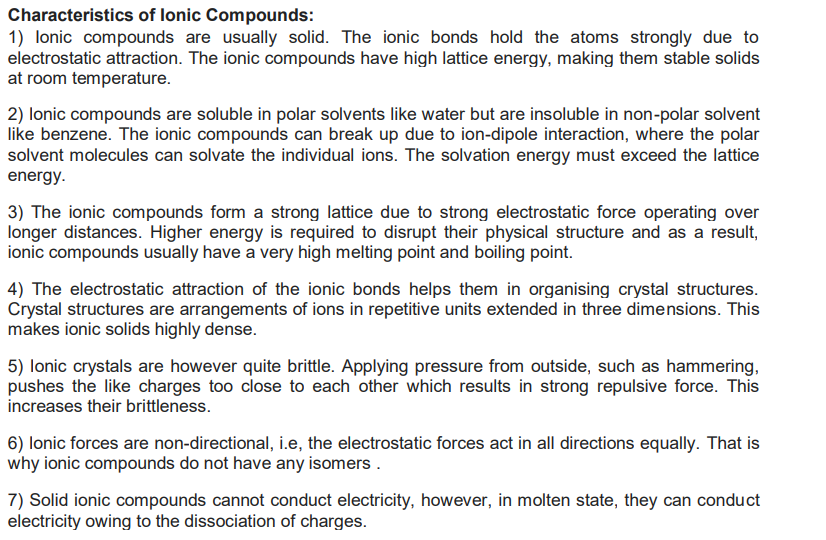 Characteristics of Ionic Compounds:
1) Ionic compounds are usually solid. The ionic bonds hold the atoms strongly due to
electrostatic attraction. The ionic compounds have high lattice energy, making them stable solids
at room temperature.
2) Ionic compounds are soluble in polar solvents like water but are insoluble in non-polar solvent
like benzene. The ionic compounds can break up due to ion-dipole interaction, where the polar
solvent molecules can solvate the individual ions. The solvation energy must exceed the lattice
energy.
3) The ionic compounds form a strong lattice due to strong electrostatic force operating over
longer distances. Higher energy is required to disrupt their physical structure and as a result,
ionic compounds usually have a very high melting point and boiling point.
4) The electrostatic attraction of the ionic bonds helps them in organising crystal structures.
Crystal structures are arrangements of ions in repetitive units extended in three dimensions. This
makes ionic solids highly dense.
5) Ionic crystals are however quite brittle. Applying pressure from outside, such as hammering,
pushes the like charges too close to each other which results in strong repulsive force. This
increases their brittleness.
6) Ionic forces are non-directional, i.e, the electrostatic forces act in all directions equally. That is
why ionic compounds do not have any isomers .
7) Solid ionic compounds cannot conduct electricity, however, in molten state, they can conduct
electricity owing to the dissociation of charges.